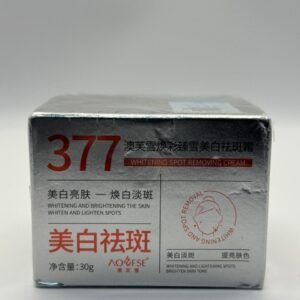 377
澳芙雪焕彩臻雪美白祛斑霜
WHITENING SPOT REMOVING CREAM
美白亮肤 — 焕白淡斑
WHITENING AND BRIGHTENING THE SKIN
WHITEN AND LIGHTEN SPOTS
美白祛斑
净含量:30g
AOFSE
澳芙雪
WHITENING AND SPOT REMOVAL
美白淡斑 提亮肤色
WHITENING AND LIGHTENING SPOTS
BRIGHTEN SKIN TONE